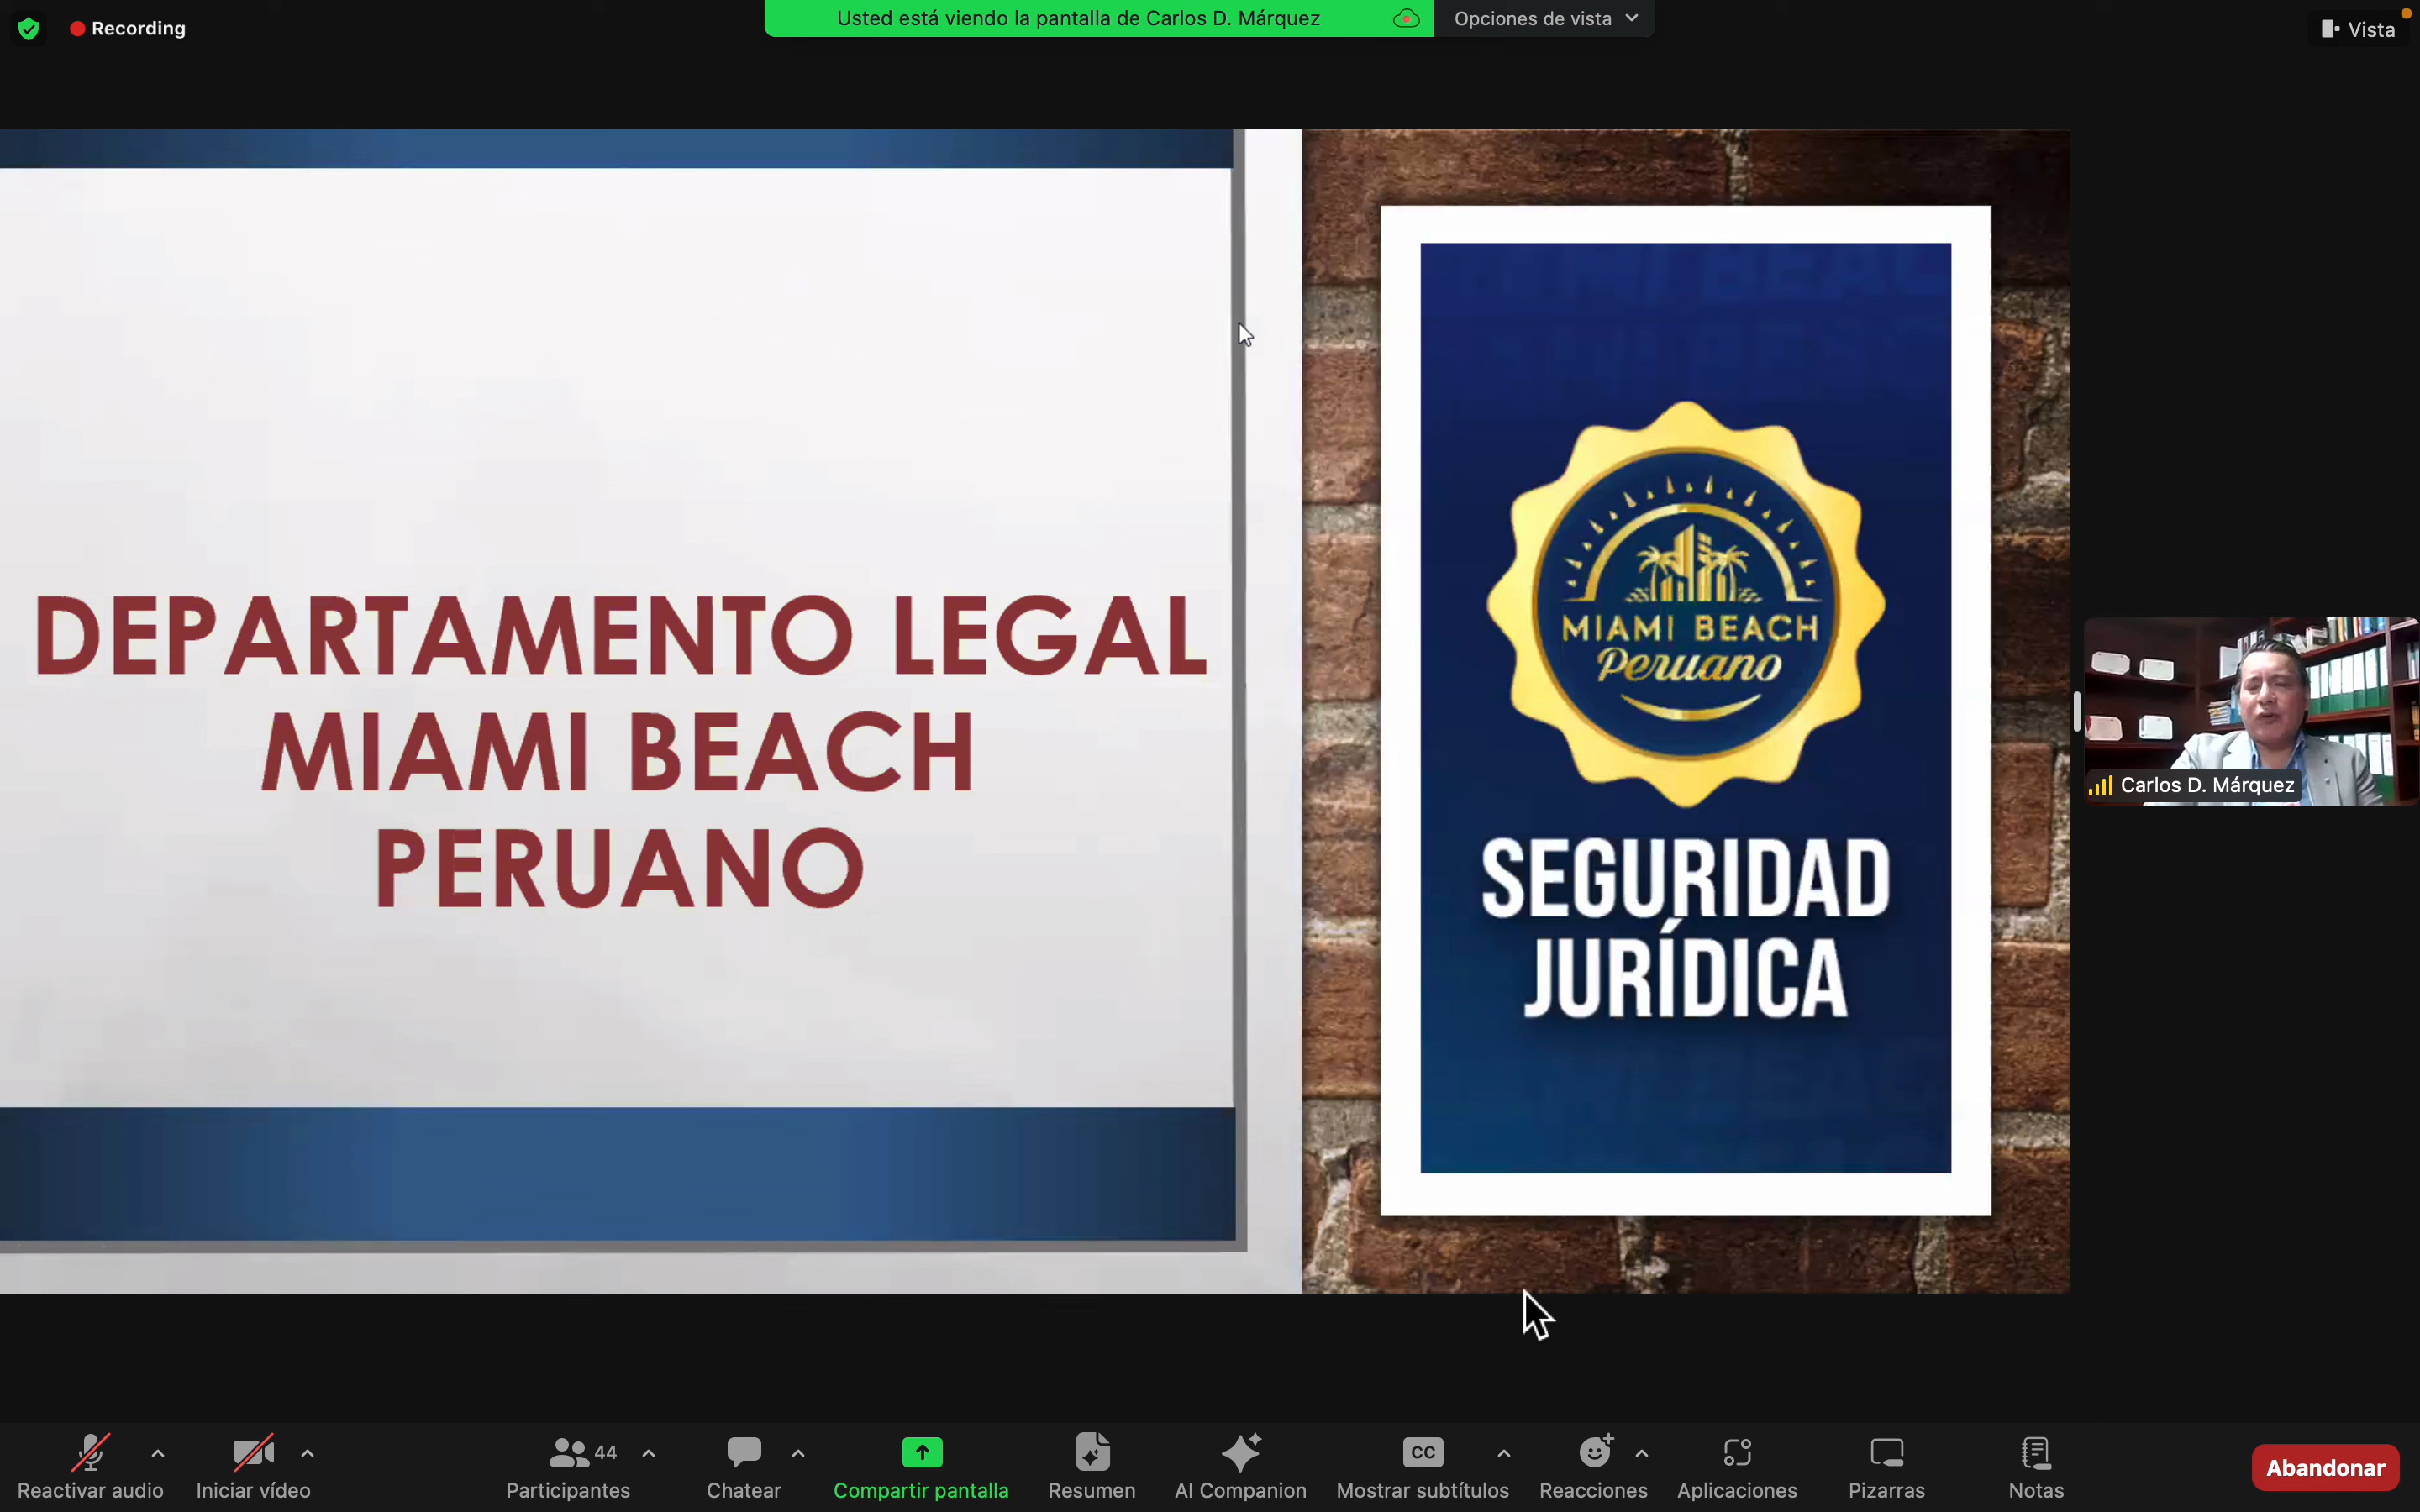 Recording
Usted está viendo la pantalla de Carlos D. Márquez
Opciones de vista
Vista
DEPARTAMENTO LEGAL
MIAMI BEACH
PERUANO
MIAMI BEACH
Peruano
SEGURIDAD
JURÍDICA
Carlos D. Márquez
Reactivar audio
Iniciar vídeo
44
Participantes
Chatear
Compartir pantalla
Resumen
AI Companion
CC
Mostrar subtítulos
Reacciones
Aplicaciones
Pizarras
Notas
Abandonar